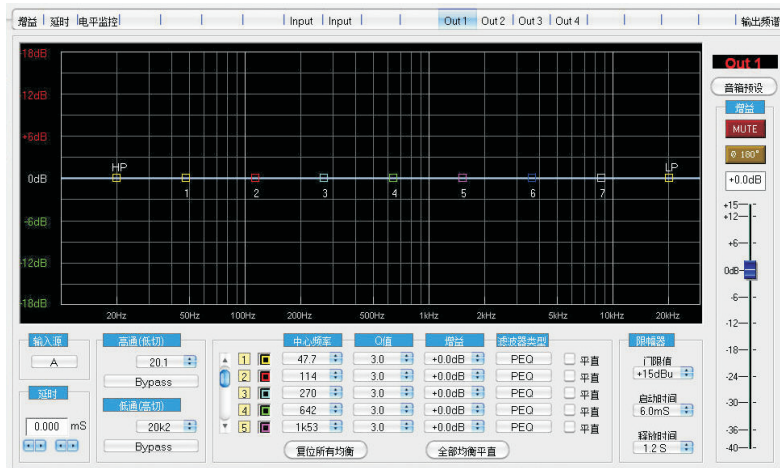 增益 延时 电平监控 Input Input Out 1 Out 2 Out 3 Out 4 输出频谱
+18dB
+12dB
+6dB
0dB
-6dB
-12dB
-18dB
HP 1 2 3 4 5 6 7 LP
20Hz 50Hz 100Hz 200Hz 500Hz 1kHz 2kHz 5kHz 10kHz 20kHz
Out 1
音箱预设
增益
MUTE
Ø 180°
+0.0dB
+15
+12
+6
0dB
-6
-12
-18
-24
-30
-36
-40
输入源
A
延时
0.000 mS
高通(低切)
20.1
Bypass
低通(高切)
20k2
Bypass
中心频率 Q值 增益 滤波器类型
1 47.7 3.0 +0.0dB PEQ 平直
2 114 3.0 +0.0dB PEQ 平直
3 270 3.0 +0.0dB PEQ 平直
4 642 3.0 +0.0dB PEQ 平直
5 1k53 3.0 +0.0dB PEQ 平直
复位所有均衡 全部均衡平直
限幅器
门限值
+15dBu
启动时间
6.0mS
释放时间
1.2 S